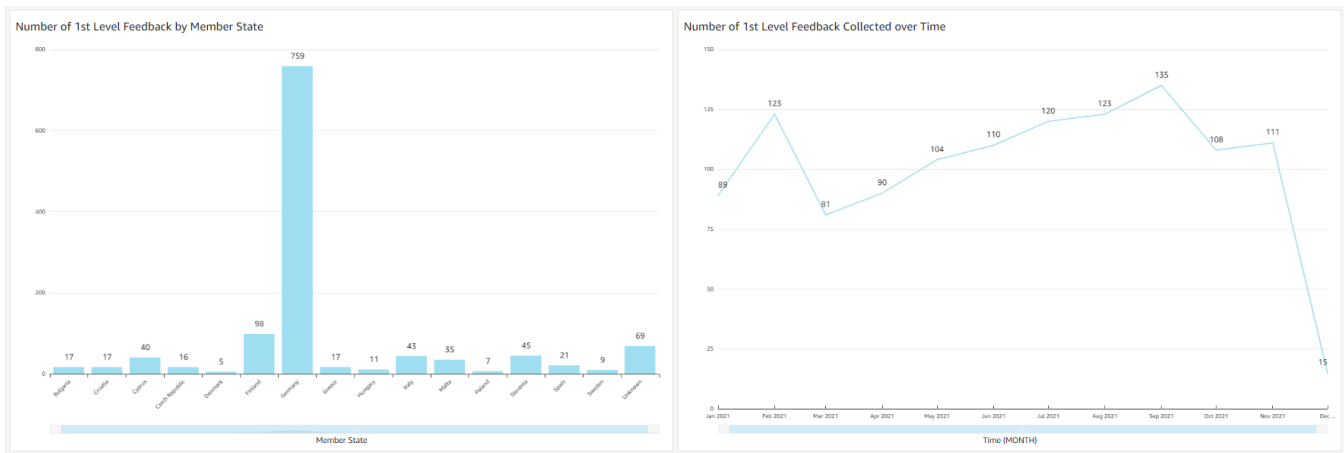 Number of 1st Level Feedback by Member State
800
600
400
200
0
17
17
40
16
5
98
759
17
11
43
35
7
45
21
9
69
Bulgaria
Croatia
Cyprus
Czech Republic
Denmark
Finland
Germany
Greece
Hungary
Italy
Malta
Poland
Slovenia
Spain
Sweden
Unknown
Member State
Number of 1st Level Feedback Collected over Time
150
125
100
75
50
25
0
89
123
81
90
104
110
120
123
135
108
111
15
Jan 2021
Feb 2021
Mar 2021
Apr 2021
May 2021
Jun 2021
Jul 2021
Aug 2021
Sep 2021
Oct 2021
Nov 2021
Dec ...
Time (MONTH)